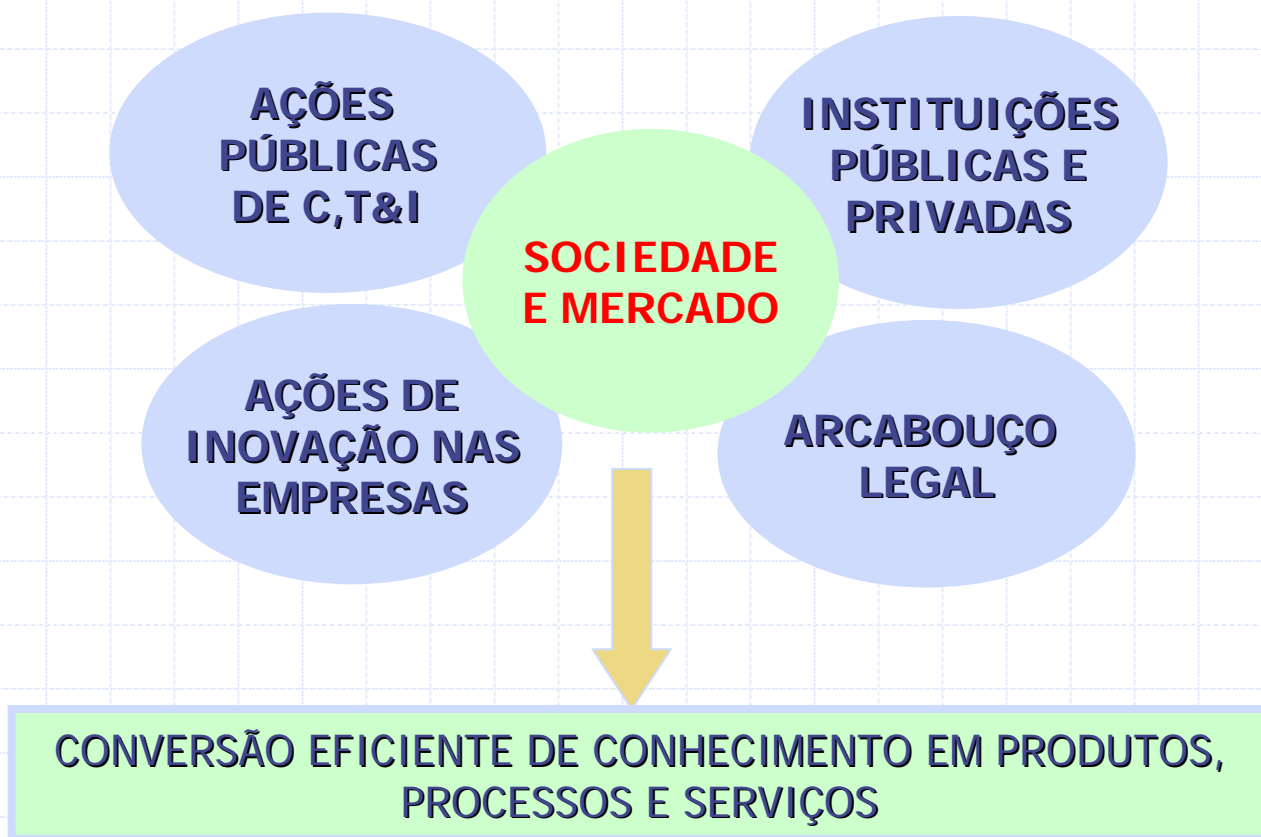 AÇÕES
PÚBLICAS
DE C,T&I
INSTITUIÇÕES
PÚBLICAS E
PRIVADAS
SOCIEDADE
E MERCADO
AÇÕES DE
INOVAÇÃO NAS
EMPRESAS
ARCABOUÇO
LEGAL
CONVERSÃO EFICIENTE DE CONHECIMENTO EM PRODUTOS,
PROCESSOS E SERVIÇOS